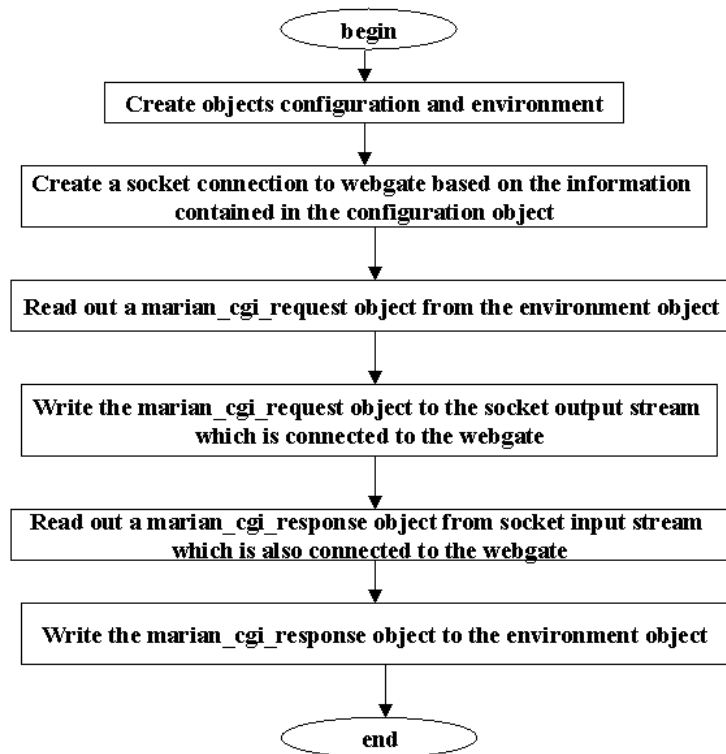 begin
Create objects configuration and environment
Create a socket connection to webgate based on the information
contained in the configuration object
Read out a marian_cgi_request object from the environment object
Write the marian_cgi_request object to the socket output stream
which is connected to the webgate
Read out a marian_cgi_response object from socket input stream
which is also connected to the webgate
Write the marian_cgi_response object to the environment object
end